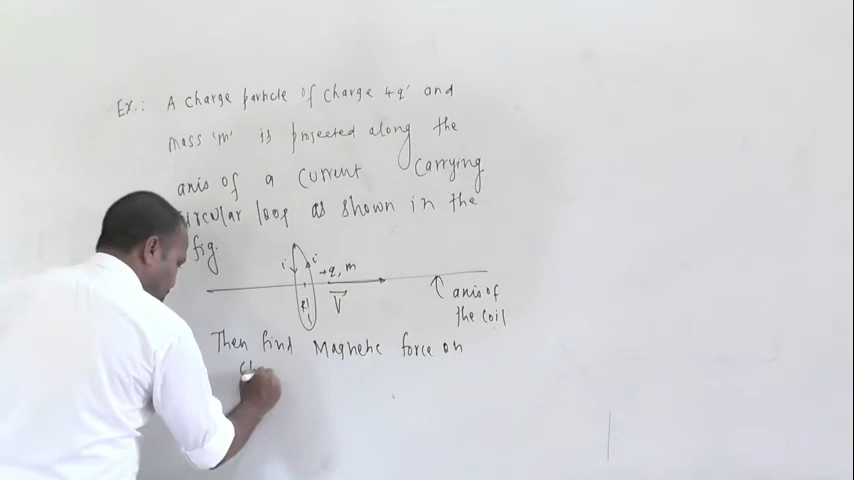 Ex.: A charge particle of charge +q' and
mass 'm' is projected along the
axis of a current carrying
circular loop as shown in the
fig.
i i
+q, m
R
V
axis of
the coil
Then find Magnetic force on